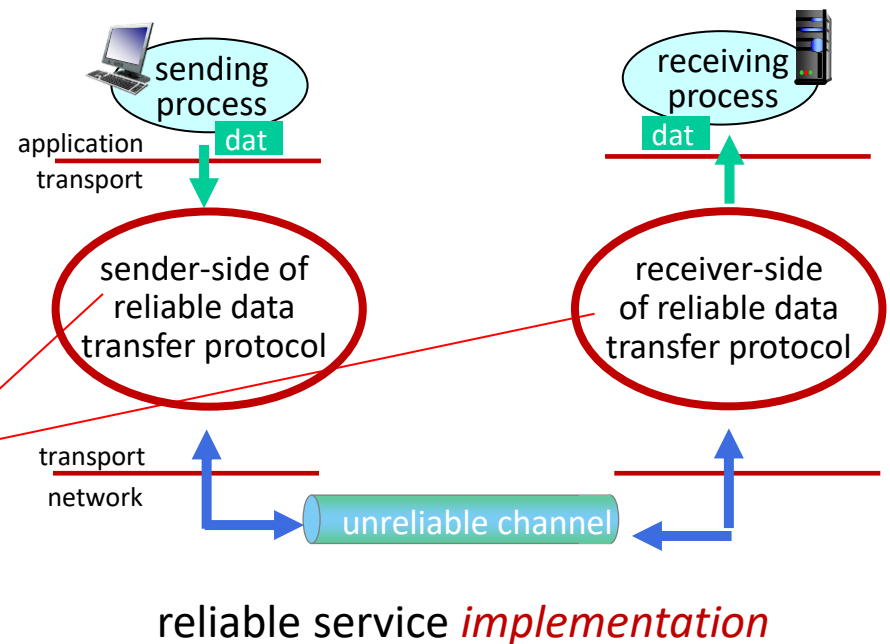 sending
process
dat
application
transport
receiving
process
dat
sender-side of
reliable data
transfer protocol
receiver-side
of reliable data
transfer protocol
transport
network
unreliable channel
reliable service implementation